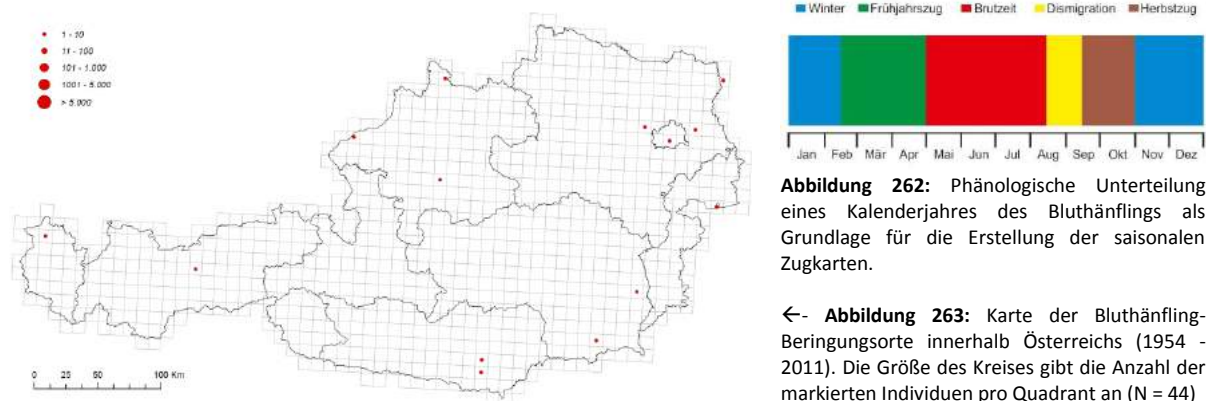 1 - 10
11 - 100
101 - 1.000
1001 - 5.000
> 5.000
0 25 50 100 Km
Winter Frühjahrszug Brutzeit Dismigration Herbstzug
Jan Feb Mär Apr Mai Jun Jul Aug Sep Okt Nov Dez
Abbildung 262: Phänologische Unterteilung
eines Kalenderjahres des Bluthänflings als
Grundlage für die Erstellung der saisonalen
Zugkarten.
←- Abbildung 263: Karte der Bluthänfling-
Beringungsorte innerhalb Österreichs (1954 -
2011). Die Größe des Kreises gibt die Anzahl der
markierten Individuen pro Quadrant an (N = 44)